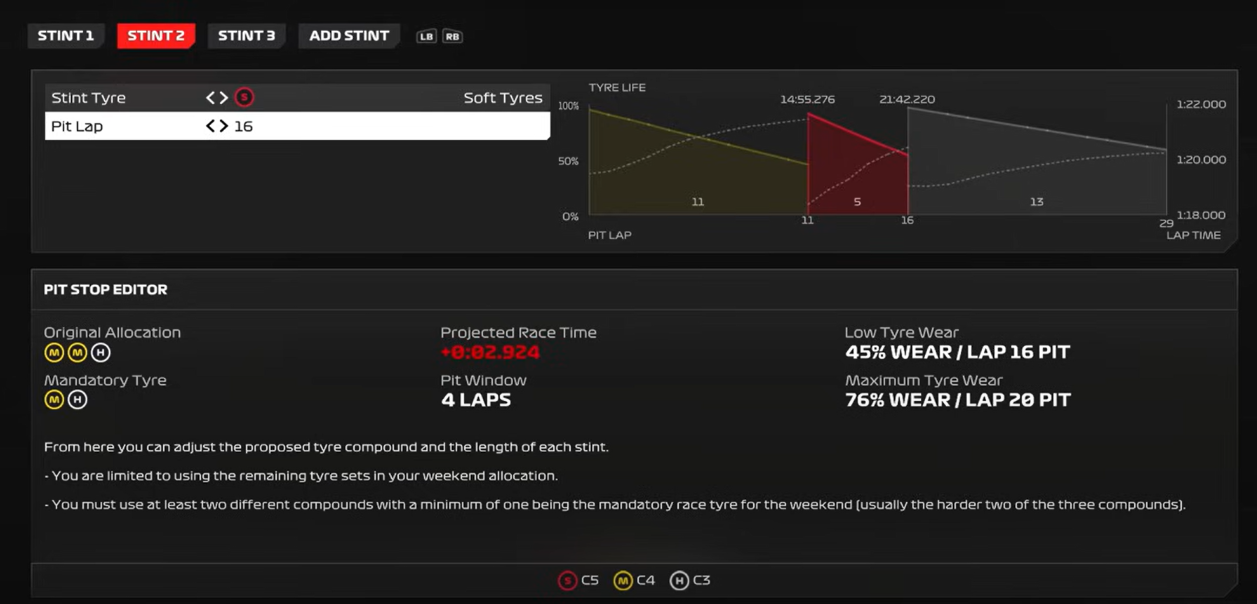 STINT 1 STINT 2 STINT 3 ADD STINT LB RB
Stint Tyre < > S Soft Tyres
Pit Lap < > 16
TYRE LIFE
14:55.276 21:42.220
100% 1:22.000
50% 1:20.000
0% 1:18.000
11 5 13
11 16 29
PIT LAP LAP TIME
PIT STOP EDITOR
Original Allocation
M M H
Mandatory Tyre
M H
Projected Race Time
+0:02.924
Pit Window
4 LAPS
Low Tyre Wear
45% WEAR / LAP 16 PIT
Maximum Tyre Wear
76% WEAR / LAP 20 PIT
From here you can adjust the proposed tyre compound and the length of each stint.
- You are limited to using the remaining tyre sets in your weekend allocation.
- You must use at least two different compounds with a minimum of one being the mandatory race tyre for the weekend (usually the harder two of the three compounds).
S C5 M C4 H C3